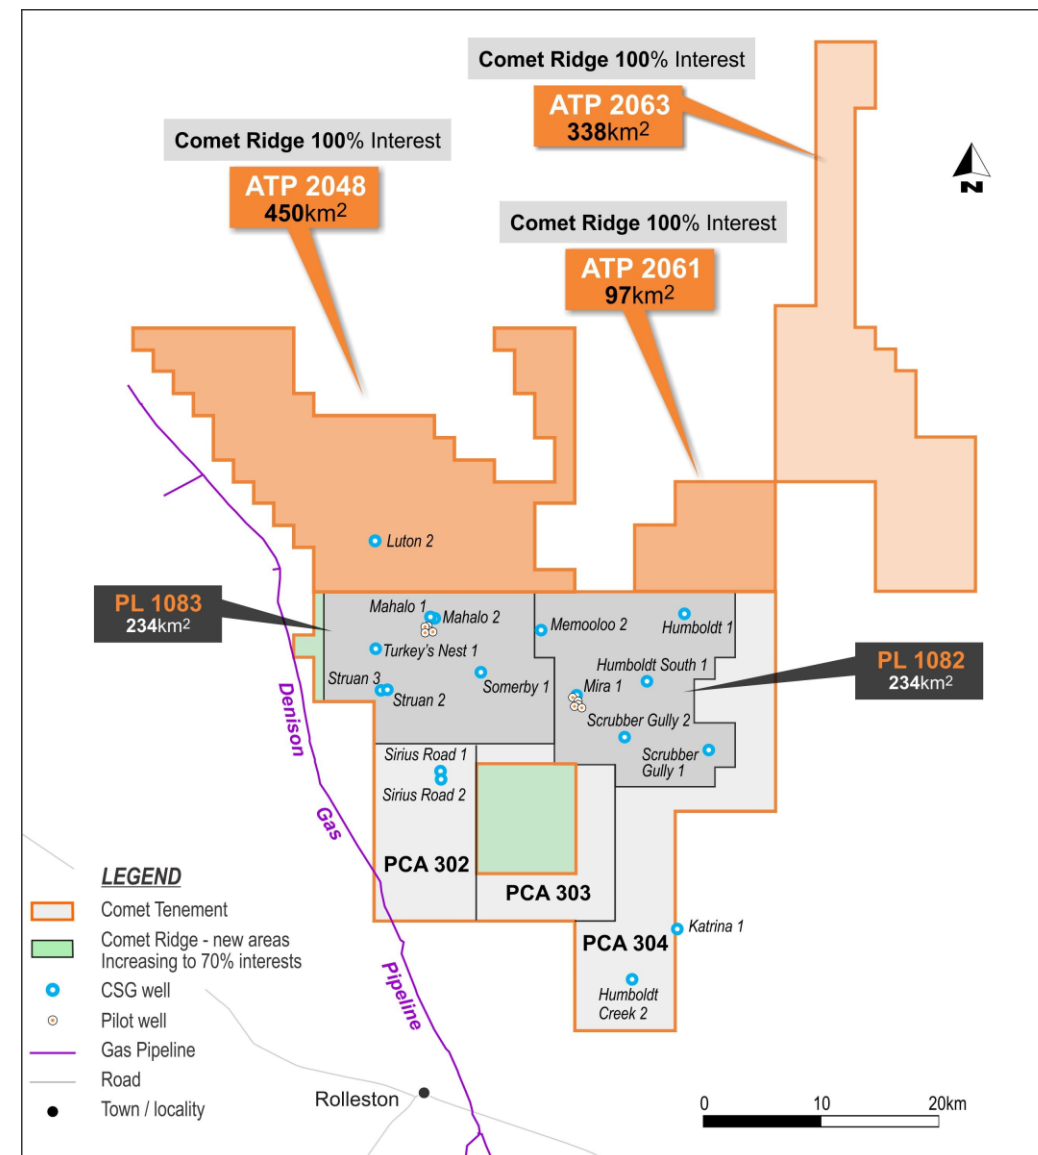 Comet Ridge 100% Interest
ATP 2063
338km2
Comet Ridge 100% Interest
ATP 2048
450km2
N
Comet Ridge 100% Interest
ATP 2061
97km2
Luton 2
PL 1083
234km2
Mahalo 1
Mahalo 2
Memooloo 2
Humboldt 1
Turkey's Nest 1
Humboldt South 1
PL 1082
234km2
Struan 3
Struan 2
Somerby 1
Mira 1
Scrubber Gully 2
Scrubber
Gully 1
Sirius Road 1
Sirius Road 2
Denison
Gas
Pipeline
PCA 302
PCA 303
PCA 304
Katrina 1
Humboldt
Creek 2
LEGEND
Comet Tenement
Comet Ridge - new areas
Increasing to 70% interests
CSG well
Pilot well
Gas Pipeline
Road
Town / locality
Rolleston
0 10 20km